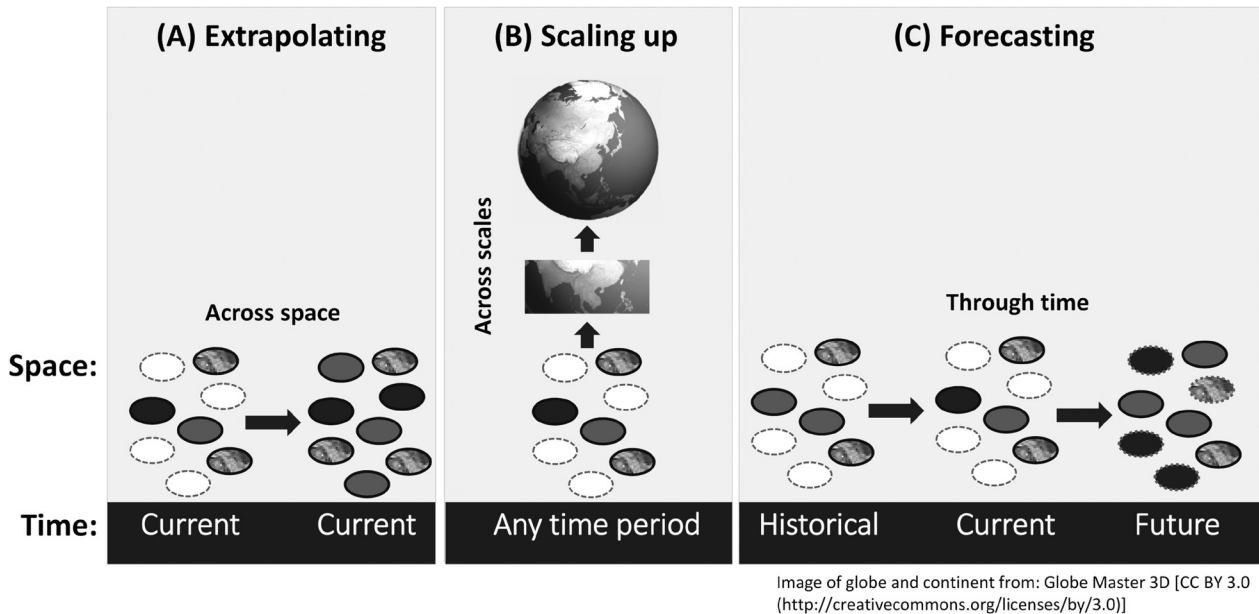 (A) Extrapolating
(B) Scaling up
(C) Forecasting
Across space
Across scales
Through time
Space:
Time:
Current
Current
Any time period
Historical
Current
Future
Image of globe and continent from: Globe Master 3D [CC BY 3.0
(http://creativecommons.org/licenses/by/3.0)]